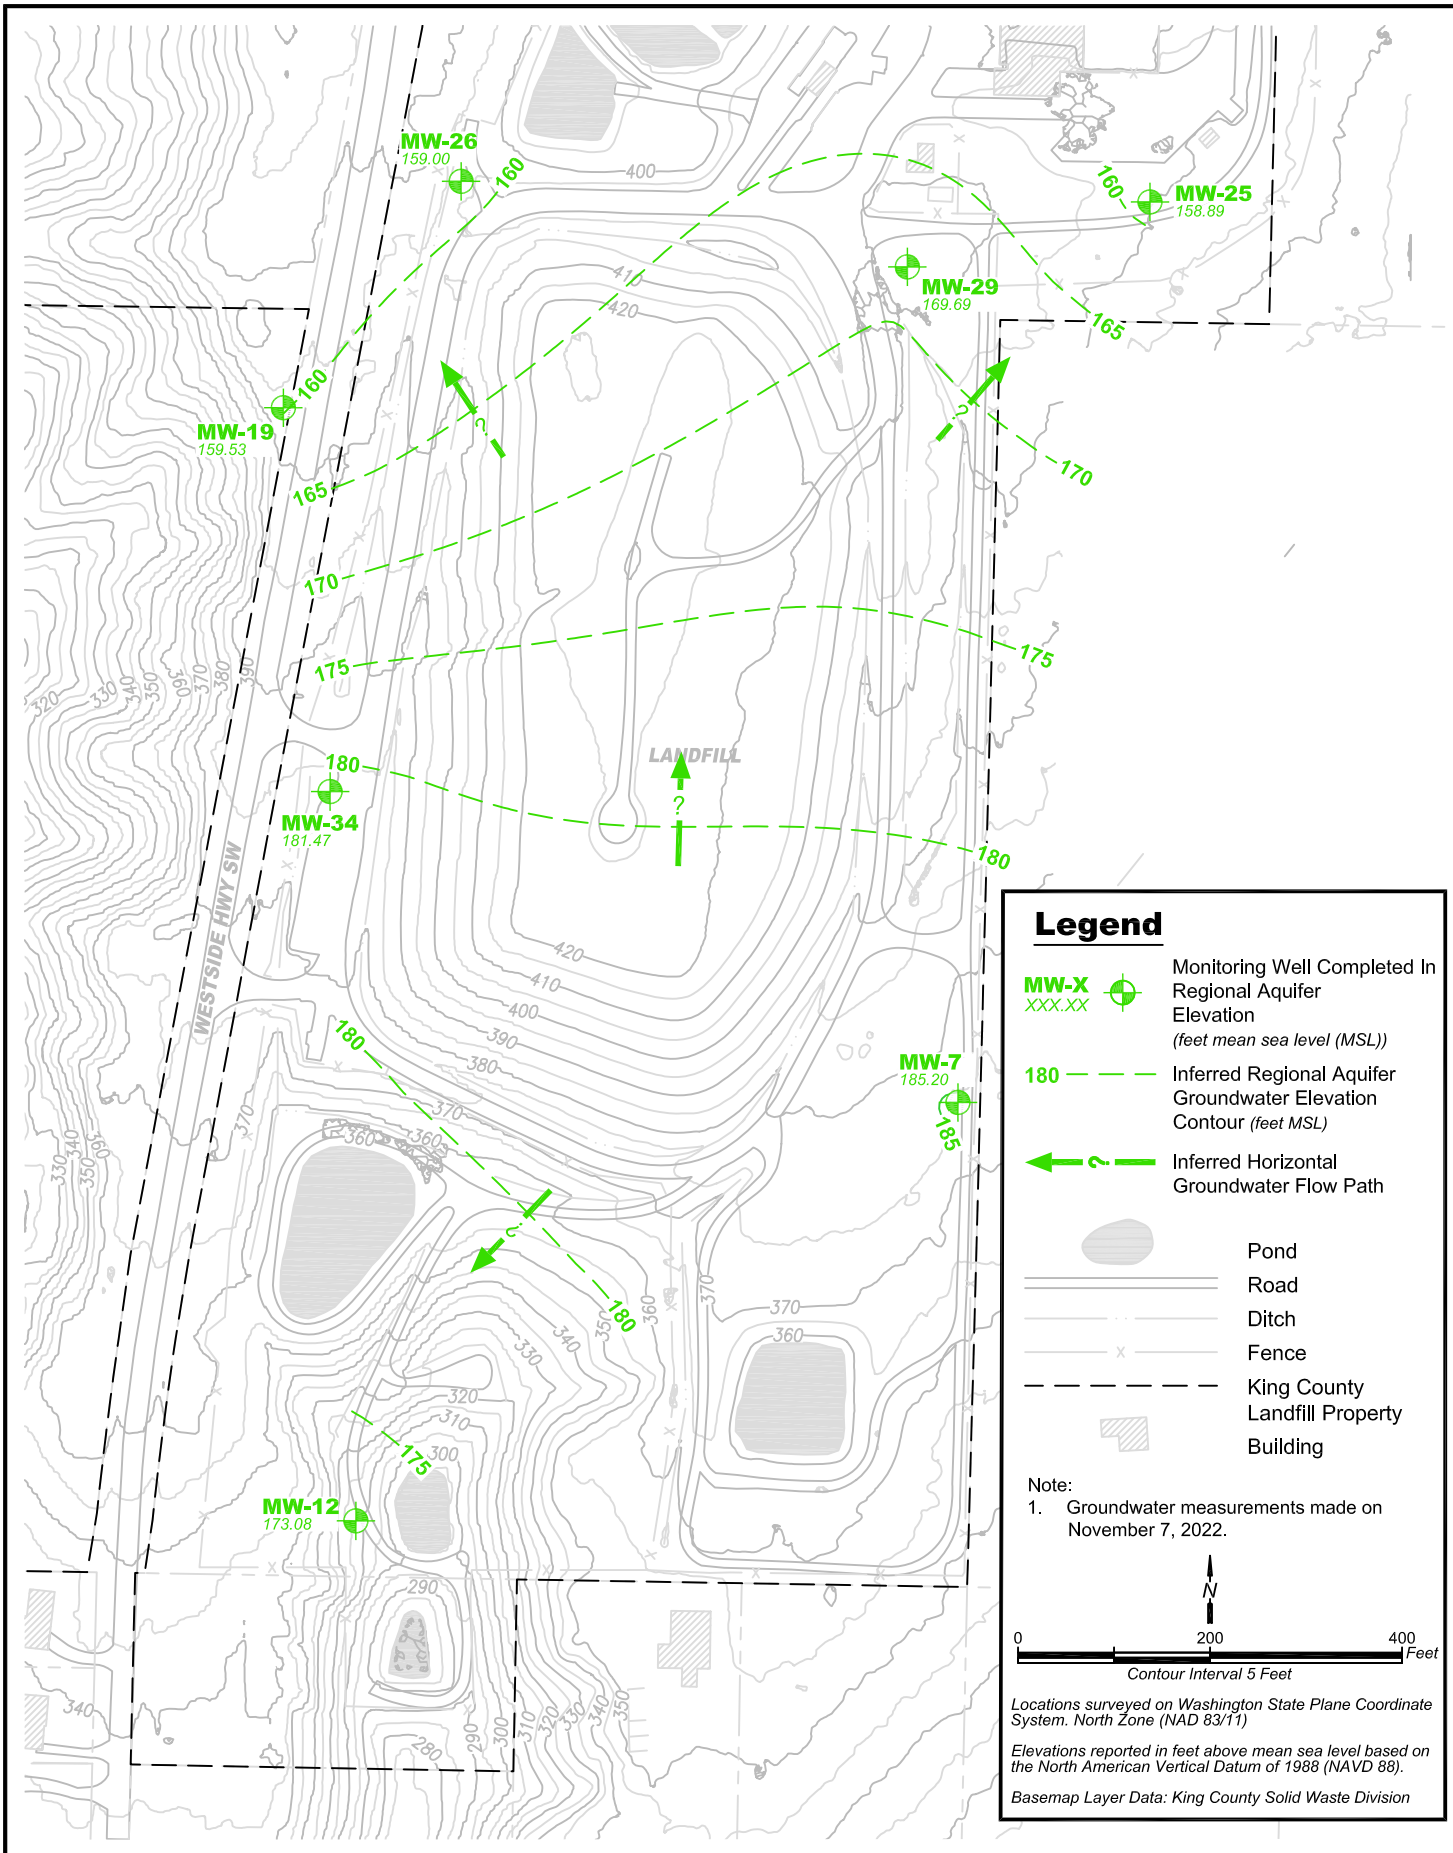 400
MW-26
159.00
160
160
MW-25
158.89
410
420
MW-29
169.69
165
160
MW-19
159.53
165
170
170
175
175
320
330
340
350
360
370
380
390
LANDFILL
180
MW-34
181.47
180
WESTSIDE HWY SW
420
410
400
390
380
370
360
360
370
180
MW-7
185.20
185
330
340
350
360
370
370
360
180
350
360
340
330
320
310
300
175
MW-12
173.08
290
340
280
290
300
310
320
330
340
350
Legend
MW-X
XXX.XX
Monitoring Well Completed In
Regional Aquifer
Elevation
(feet mean sea level (MSL))
180
Inferred Regional Aquifer
Groundwater Elevation
Contour (feet MSL)
?
Inferred Horizontal
Groundwater Flow Path
Pond
Road
Ditch
X
Fence
King County
Landfill Property
Building
Note:
1. Groundwater measurements made on
November 7, 2022.
N
0 200 400
Feet
Contour Interval 5 Feet
Locations surveyed on Washington State Plane Coordinate
System. North Zone (NAD 83/11)
Elevations reported in feet above mean sea level based on
the North American Vertical Datum of 1988 (NAVD 88).
Basemap Layer Data: King County Solid Waste Division